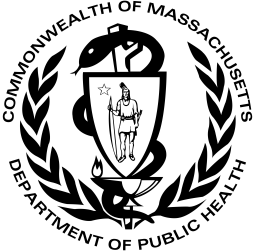 COMMONWEALTH OF MASSACHUSETTS
DEPARTMENT OF PUBLIC HEALTH